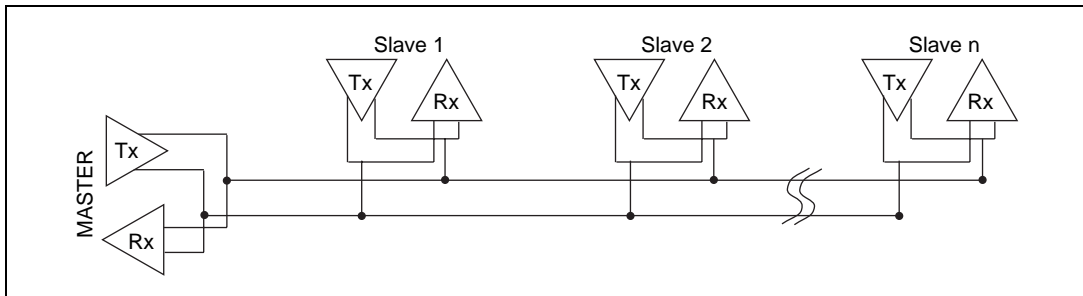 Slave 1
Slave 2
Slave n
Tx
Rx
Tx
Rx
Tx
Rx
MASTER
Tx
Rx